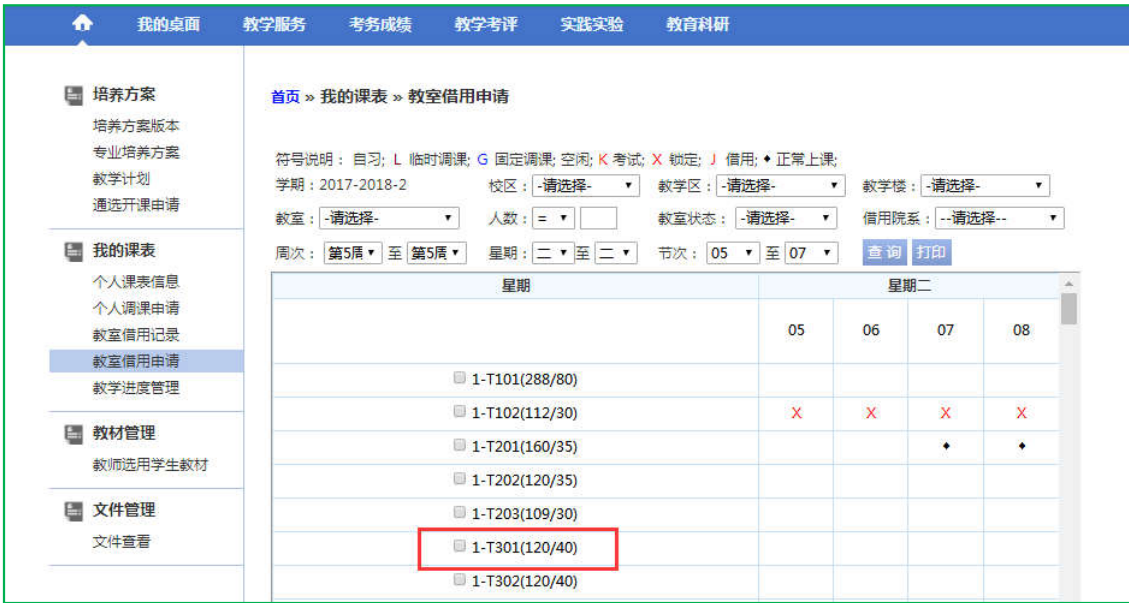 我的桌面 教学服务 考务成绩 教学考评 实践实验 教育科研
培养方案
培养方案版本
专业培养方案
教学计划
通选开课申请
我的课表
个人课表信息
个人调课申请
教室借用记录
教室借用申请
教学进度管理
教材管理
教师选用学生教材
文件管理
文件查看
首页 » 我的课表 » 教室借用申请
符号说明： 自习; L 临时调课; G 固定调课; 空闲; K 考试; X 锁定; J 借用; ◆ 正常上课;
学期：2017-2018-2 校区：-请选择- 教学区：-请选择- 教学楼：-请选择-
教室：-请选择- 人数：= 教室状态： -请选择- 借用院系：--请选择--
周次： 第5周 至 第5周 星期：二 至 二 节次： 05 至 07 查 询 打印
星期 星期二
05 06 07 08
1-T101(288/80)
1-T102(112/30) X X X X
1-T201(160/35) ◆ ◆
1-T202(120/35)
1-T203(109/30)
1-T301(120/40)
1-T302(120/40)